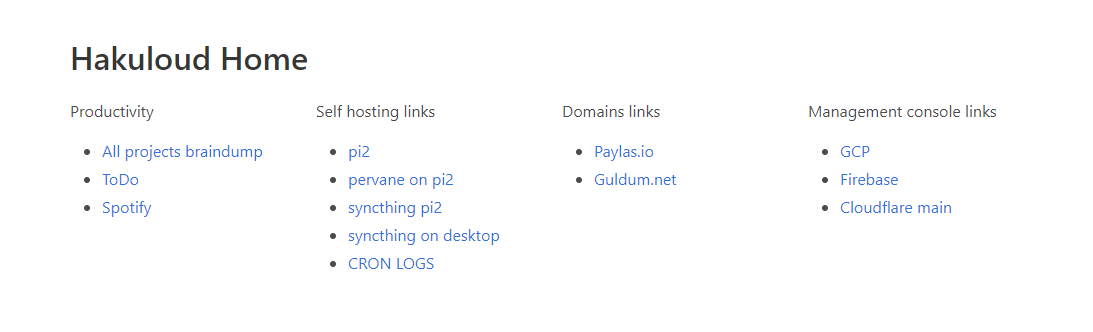 Hakuloud Home
Productivity
All projects braindump
ToDo
Spotify
Self hosting links
pi2
pervane on pi2
syncthing pi2
syncthing on desktop
CRON LOGS
Domains links
Paylas.io
Guldum.net
Management console links
GCP
Firebase
Cloudflare main